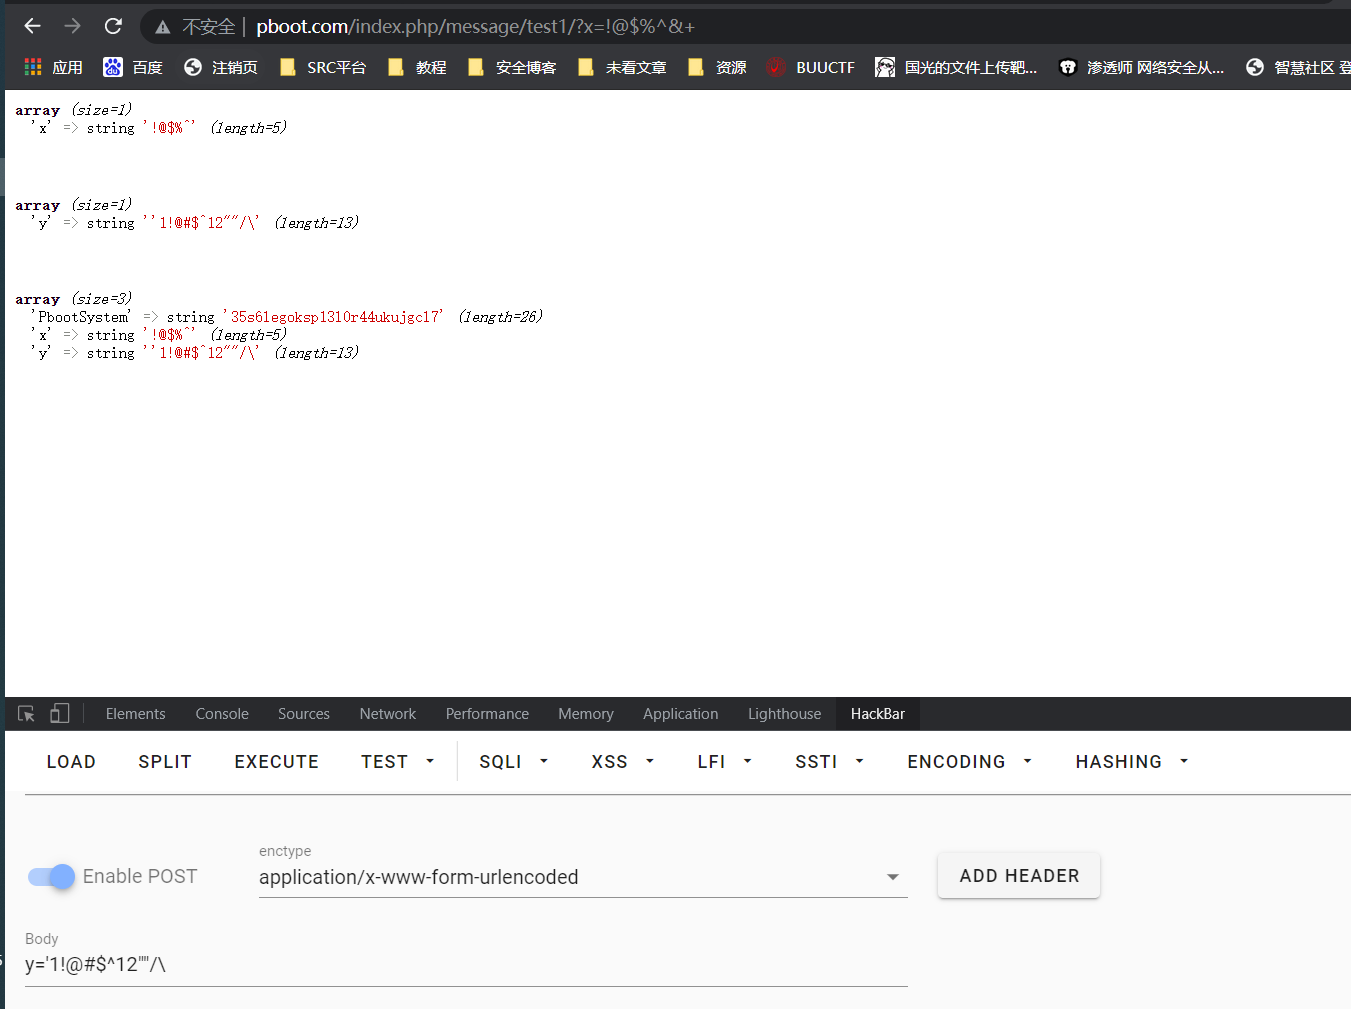 不安全 | pboot.com/index.php/message/test1/?x=!@$%^&+
应用 百度 注销页 SRC平台 教程 安全博客 未看文章 资源 BUUCTF 国光的文件上传靶... 渗透师 网络安全从... 智慧社区 登
array (size=1)
'x' => string '!@$%^' (length=5)
array (size=1)
'y' => string ''1!@#$^12""/\' (length=13)
array (size=3)
'PbootSystem' => string '35s61egoksp1310r44ukujgc17' (length=26)
'x' => string '!@$%^' (length=5)
'y' => string ''1!@#$^12""/\' (length=13)
Elements Console Sources Network Performance Memory Application Lighthouse HackBar
LOAD SPLIT EXECUTE TEST SQLI XSS LFI SSTI ENCODING HASHING
enctype
Enable POST application/x-www-form-urlencoded ADD HEADER
Body
y='1!@#$^12""/\